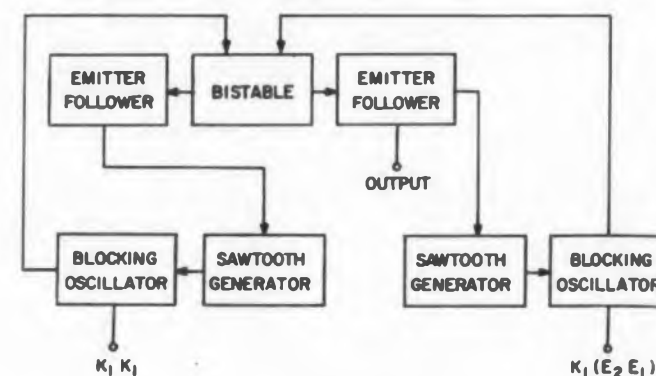 EMITTER
FOLLOWER
BISTABLE
EMITTER
FOLLOWER
OUTPUT
BLOCKING
OSCILLATOR
SAWTOOTH
GENERATOR
SAWTOOTH
GENERATOR
BLOCKING
OSCILLATOR
K₁ K₁
K₁ (E₂ E₁)